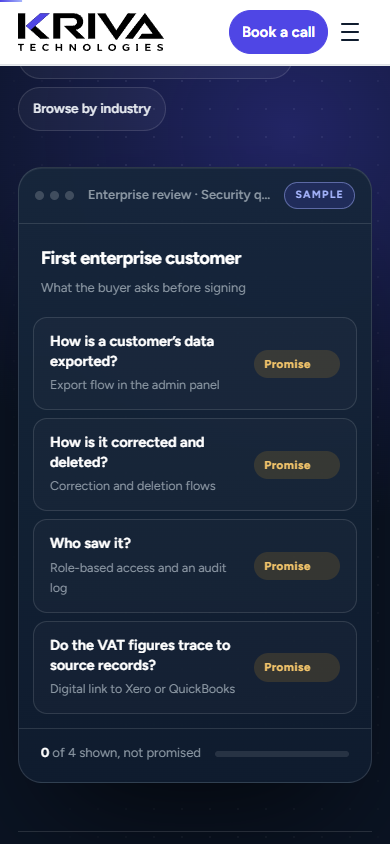 KRIVA
TECHNOLOGIES
Book a call
Browse by industry
Enterprise review · Security q...
SAMPLE
First enterprise customer
What the buyer asks before signing
How is a customer’s data
exported?
Export flow in the admin panel
Promise
How is it corrected and
deleted?
Correction and deletion flows
Promise
Who saw it?
Role-based access and an audit
log
Promise
Do the VAT figures trace to
source records?
Digital link to Xero or QuickBooks
Promise
0 of 4 shown, not promised